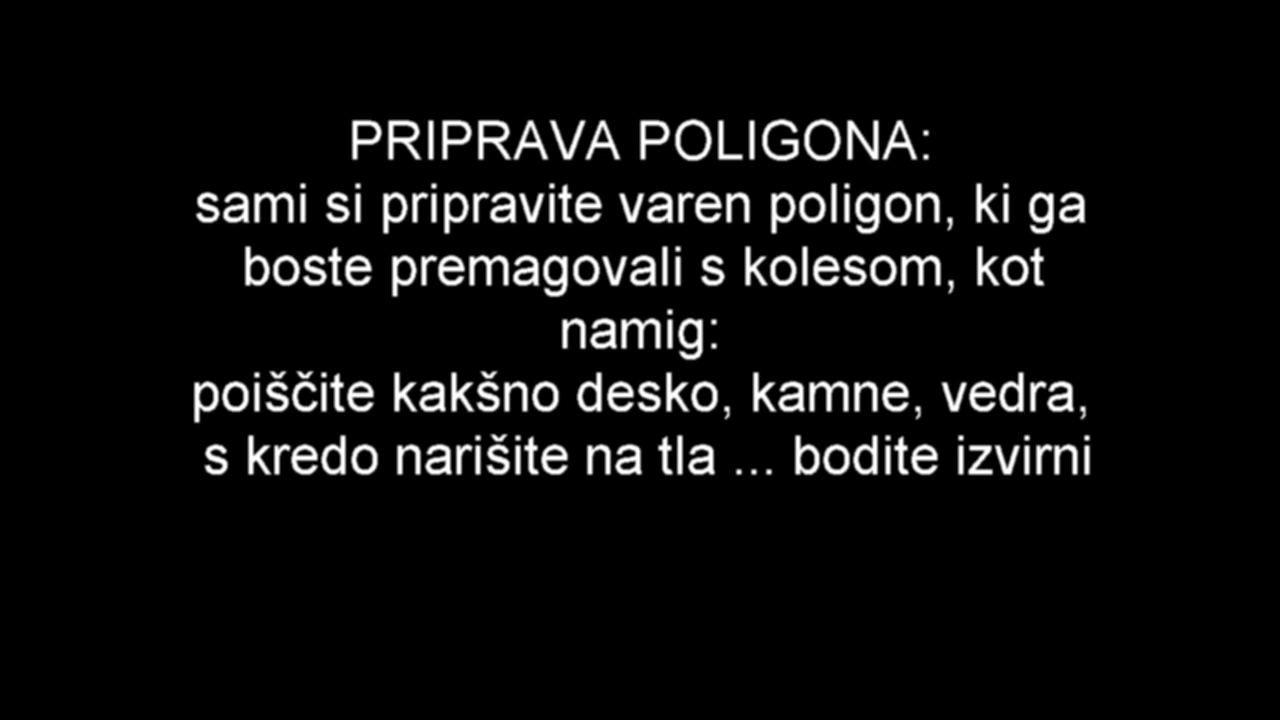 PRIPRAVA POLIGONA:
sami si pripravite varen poligon, ki ga
boste premagovali s kolesom, kot
namig:
poiščite kakšno desko, kamne, vedra,
s kredo narišite na tla ... bodite izvirni